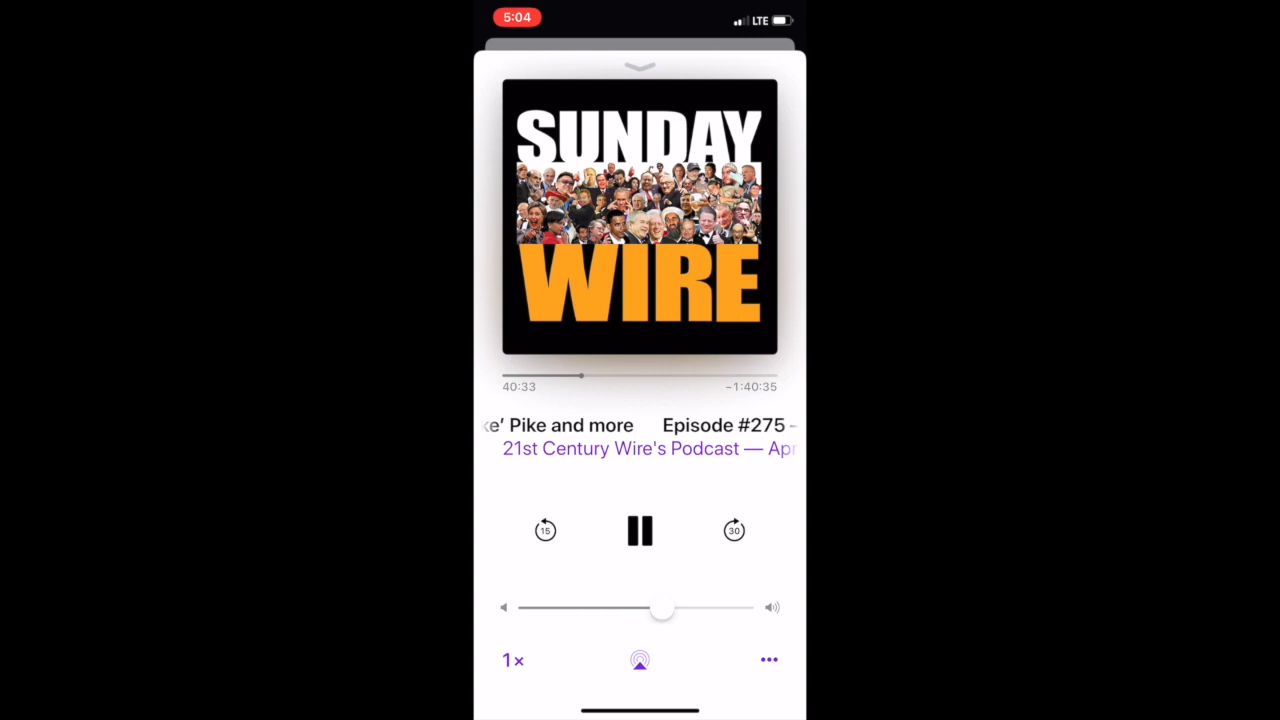 5:04
LTE
SUNDAY
WIRE
40:33
−1:40:35
ke’ Pike and more Episode #275 –
21st Century Wire's Podcast — Apr
15
30
1×